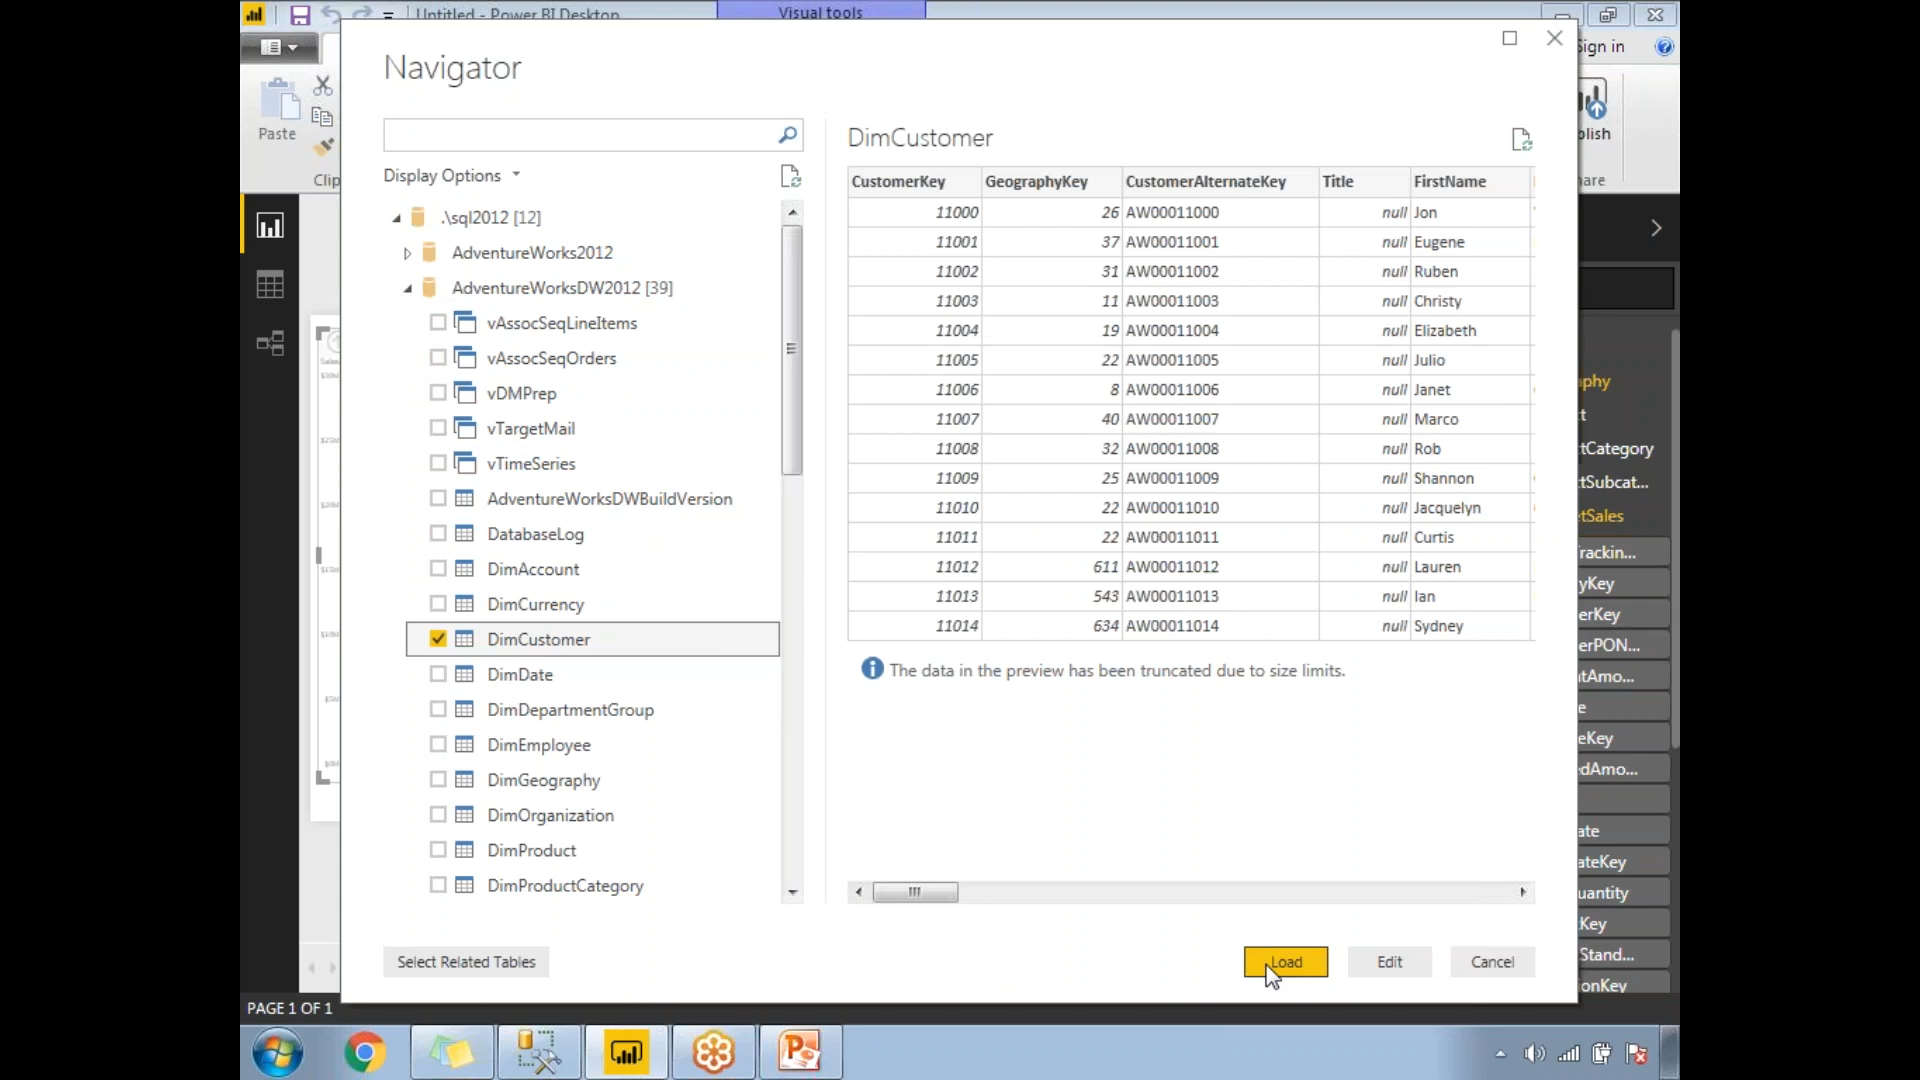 Untitled - Power BI Desktop
Visual tools
Sign in
Paste
Clip
Navigator
Display Options
.\sql2012 [12]
AdventureWorks2012
AdventureWorksDW2012 [39]
vAssocSeqLineItems
vAssocSeqOrders
vDMPrep
vTargetMail
vTimeSeries
AdventureWorksDWBuildVersion
DatabaseLog
DimAccount
DimCurrency
DimCustomer
DimDate
DimDepartmentGroup
DimEmployee
DimGeography
DimOrganization
DimProduct
DimProductCategory
Select Related Tables
DimCustomer
CustomerKey GeographyKey CustomerAlternateKey Title FirstName
11000 26 AW00011000 null Jon
11001 37 AW00011001 null Eugene
11002 31 AW00011002 null Ruben
11003 11 AW00011003 null Christy
11004 19 AW00011004 null Elizabeth
11005 22 AW00011005 null Julio
11006 8 AW00011006 null Janet
11007 40 AW00011007 null Marco
11008 32 AW00011008 null Rob
11009 25 AW00011009 null Shannon
11010 22 AW00011010 null Jacquelyn
11011 22 AW00011011 null Curtis
11012 611 AW00011012 null Lauren
11013 543 AW00011013 null Ian
11014 634 AW00011014 null Sydney
The data in the preview has been truncated due to size limits.
Load Edit Cancel
blish
are
phy
ct
tCategory
tSubcat...
tSales
Trackin...
yKey
erKey
erPON...
tAmo...
e
eKey
dAmo...
ate
ateKey
uantity
tKey
Stand...
onKey
PAGE 1 OF 1